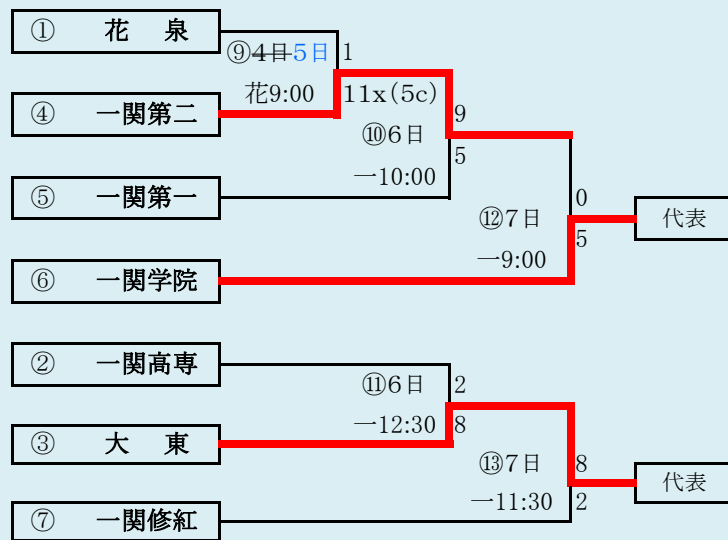 ① 花 泉
⑨4日5日 1
花9:00 11x(5c)
④ 一関第二
9
⑩6日
5
一10:00
⑤ 一関第一
0
⑫7日 代表
5
一9:00
⑥ 一関学院
② 一関高専
⑪6日 2
一12:30 8
③ 大 東
⑬7日 8
代表
一11:30 2
⑦ 一関修紅